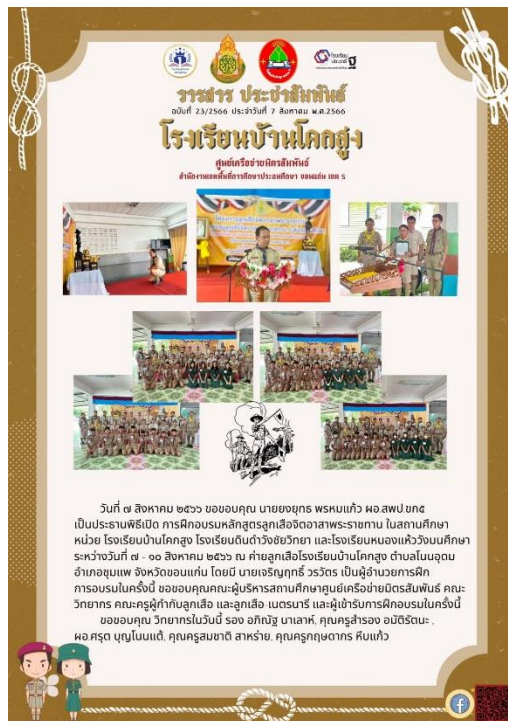 วารสาร ประชาสัมพันธ์
ฉบับที่ 23/2566 ประจำวันที่ 7 สิงหาคม พ.ศ.2566
โรงเรียนบ้านโคกสูง
ศูนย์เครือข่ายมิตรสัมพันธ์
สำนักงานเขตพื้นที่การศึกษาประถมศึกษา ขอนแก่น เขต 5
วันที่ ๗ สิงหาคม ๒๕๖๖ ขอขอบคุณ นายยงยุทธ พรหมแก้ว ผอ.สพป.ขก๕
เป็นประธานพิธีเปิด การฝึกอบรมหลักสูตรลูกเสือจิตอาสาพระราชทาน ในสถานศึกษา
หน่วย โรงเรียนบ้านโคกสูง โรงเรียนดินดำวังชัยวิทยา และโรงเรียนหนองแห้ววังมนศึกษา
ระหว่างวันที่ ๗ - ๑๐ สิงหาคม ๒๕๖๖ ณ ค่ายลูกเสือโรงเรียนบ้านโคกสูง ตำบลโนนอุดม
อำเภอชุมแพ จังหวัดขอนแก่น โดยมี นายเจริญฤทธิ์ วรวัตร เป็นผู้อำนวยการฝึก
การอบรมในครั้งนี้ ขอขอบคุณคณะผู้บริหารสถานศึกษาศูนย์เครือข่ายมิตรสัมพันธ์ คณะ
วิทยากร คณะครูผู้กำกับลูกเสือ และลูกเสือ เนตรนารี และผู้เข้ารับการฝึกอบรมในครั้งนี้
ขอขอบคุณ วิทยากรในวันนี้ รอง อภิณัฐ นาเลาห์, คุณครูสำรอง อมัติรัตนะ ,
ผอ.ศรุต บุญโนนแต้, คุณครูสมชาติ สาหร่าย, คุณครูกฤษดากร หีบแก้ว